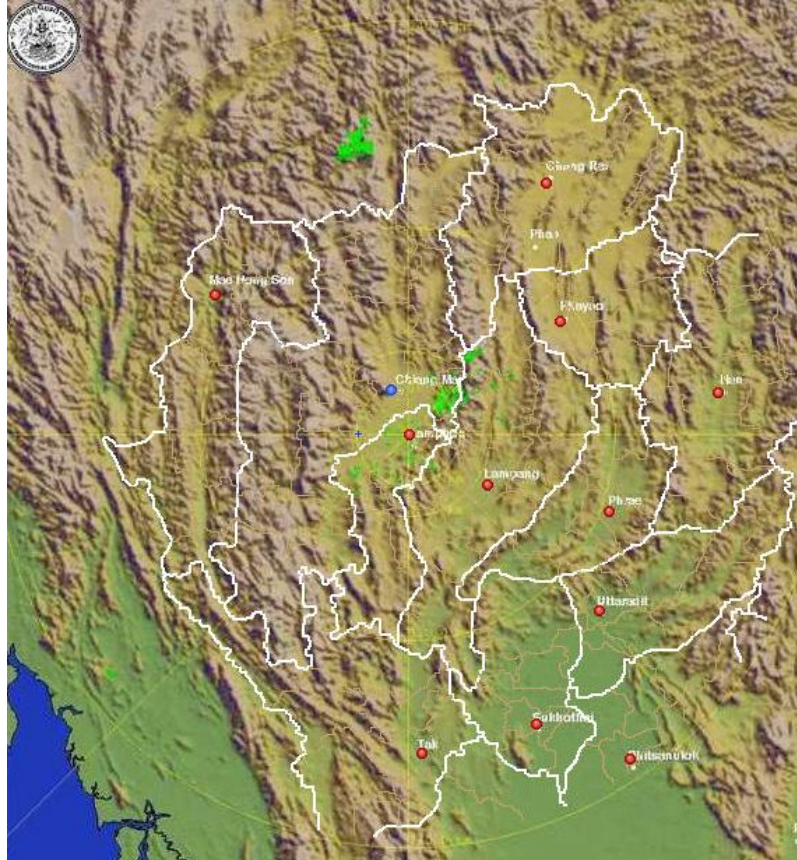 Chiang Rai
Phan
Mae Hong Son
Phayao
Chiang Mai
Nan
Lamphun
Lampang
Phrae
Uttaradit
Sukhothai
Tak
Phitsanulok